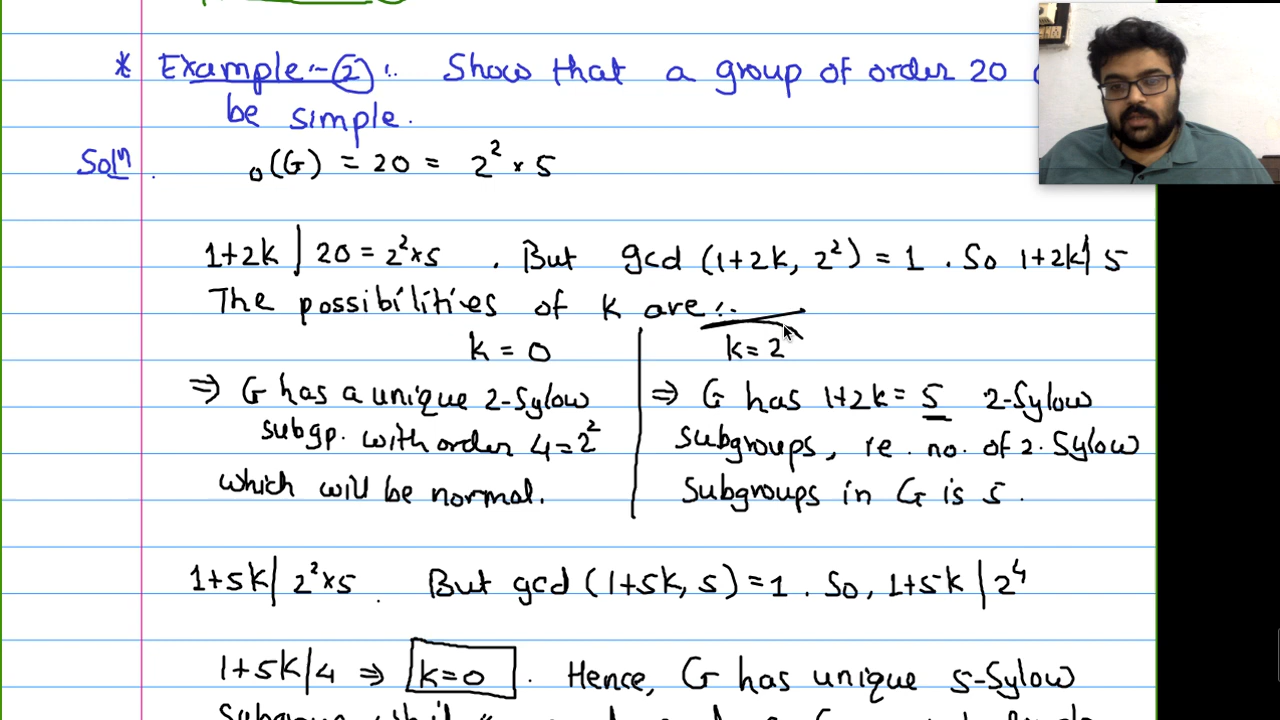 * Example:-② :. Show that a group of order 20
be simple.
Solⁿ. o(G) = 20 = 2² × 5
1+2k | 20 = 2²×5 . But gcd (1+2k, 2²) = 1 . So 1+2k | 5
The possibilities of k are :.
k = 0
⇒ G has a unique 2-Sylow
subgp. with order 4=2²
which will be normal.
k = 2
⇒ G has 1+2k = 5 2-Sylow
subgroups, ie. no. of 2. Sylow
Subgroups in G is 5 .
1+5k | 2²×5 . But gcd (1+5k, 5) = 1 . So, 1+5k | 2⁴
1+5k | 4 ⇒ k=0 . Hence, G has unique 5-Sylow